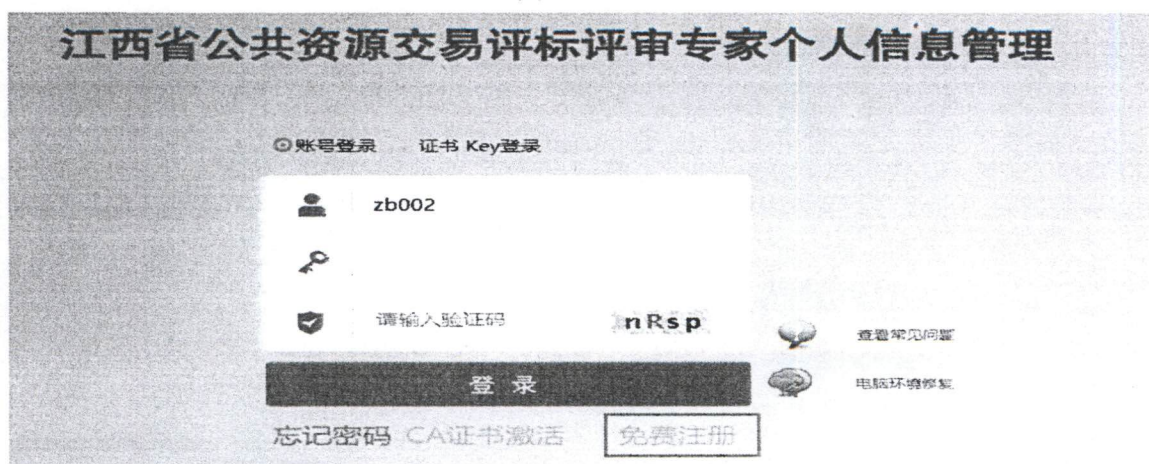 江西省公共资源交易评标评审专家个人信息管理
账号登录 证书 Key登录
zb002
请输入验证码 nRsp
查看常见问题
登 录
电脑环境修复
忘记密码 CA证书激活 免费注册